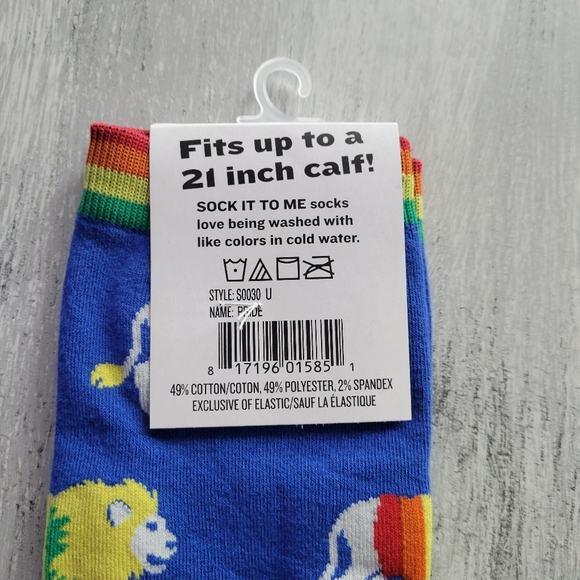 Fits up to a
21 inch calf!
SOCK IT TO ME socks
love being washed with
like colors in cold water.
STYLE: S0030 U
NAME: PRIDE
8 17196 01585 1
49% COTTON/COTON, 49% POLYESTER, 2% SPANDEX
EXCLUSIVE OF ELASTIC/SAUF LA ÉLASTIQUE